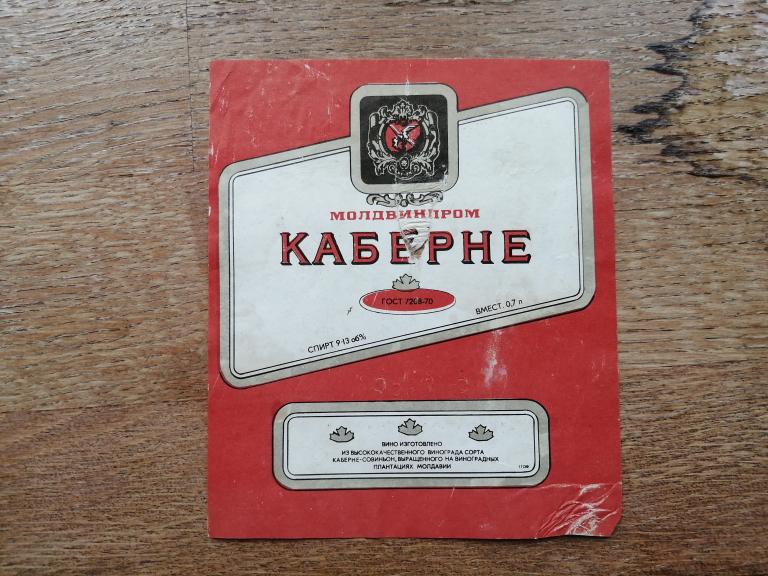 МОЛДВИНПРОМ
КАБЕРНЕ
ГОСТ 7208-70
СПИРТ 9-13 об%
ВМЕСТ. 0,7 л
ВИНО ИЗГОТОВЛЕНО
ИЗ ВЫСОКОКАЧЕСТВЕННОГО ВИНОГРАДА СОРТА
КАБЕРНЕ-СОВИНЬОН, ВЫРАЩЕННОГО НА ВИНОГРАДНЫХ
ПЛАНТАЦИЯХ МОЛДАВИИ